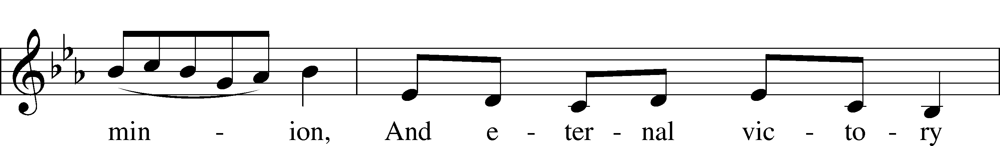 min - ion, And e - ter - nal vic - to - ry